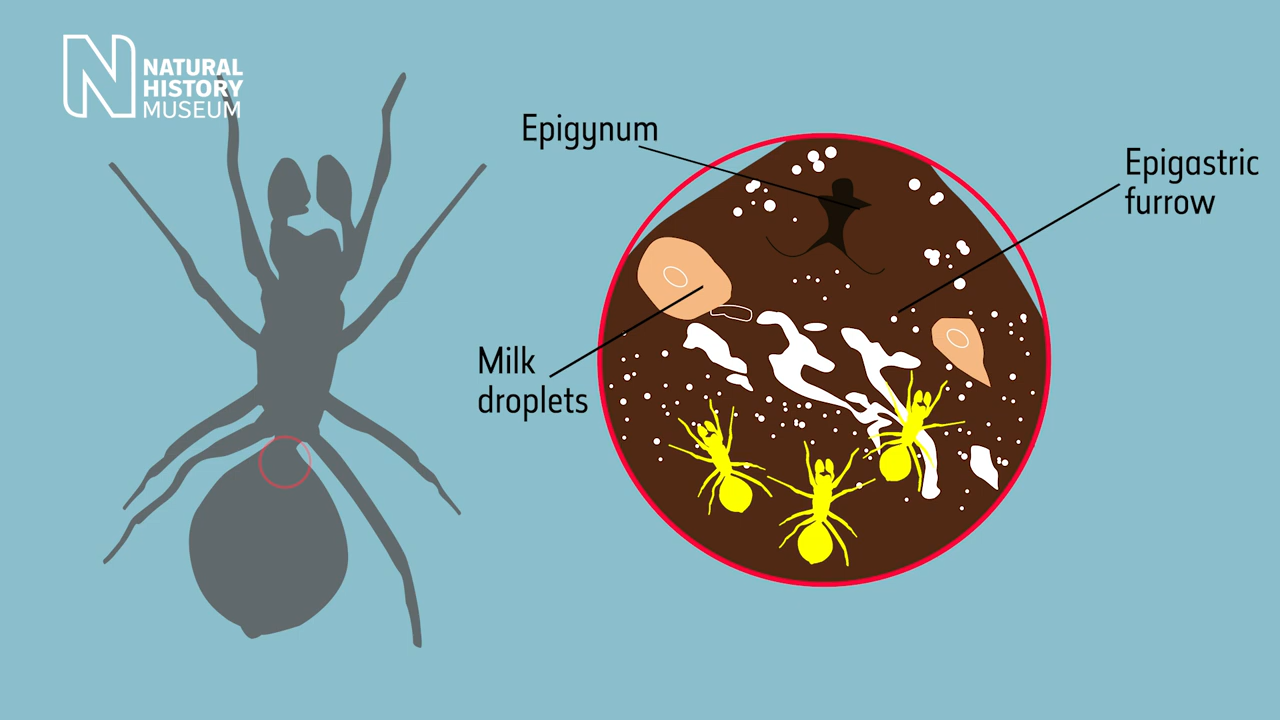 NATURAL
HISTORY
MUSEUM
Epigynum
Epigastric
furrow
Milk
droplets